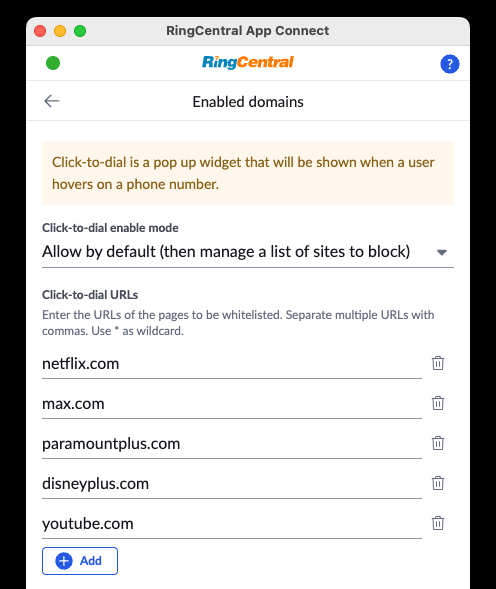 RingCentral App Connect
RingCentral
?
Enabled domains
Click-to-dial is a pop up widget that will be shown when a user
hovers on a phone number.
Click-to-dial enable mode
Allow by default (then manage a list of sites to block)
Click-to-dial URLs
Enter the URLs of the pages to be whitelisted. Separate multiple URLs with
commas. Use * as wildcard.
netflix.com
max.com
paramountplus.com
disneyplus.com
youtube.com
Add